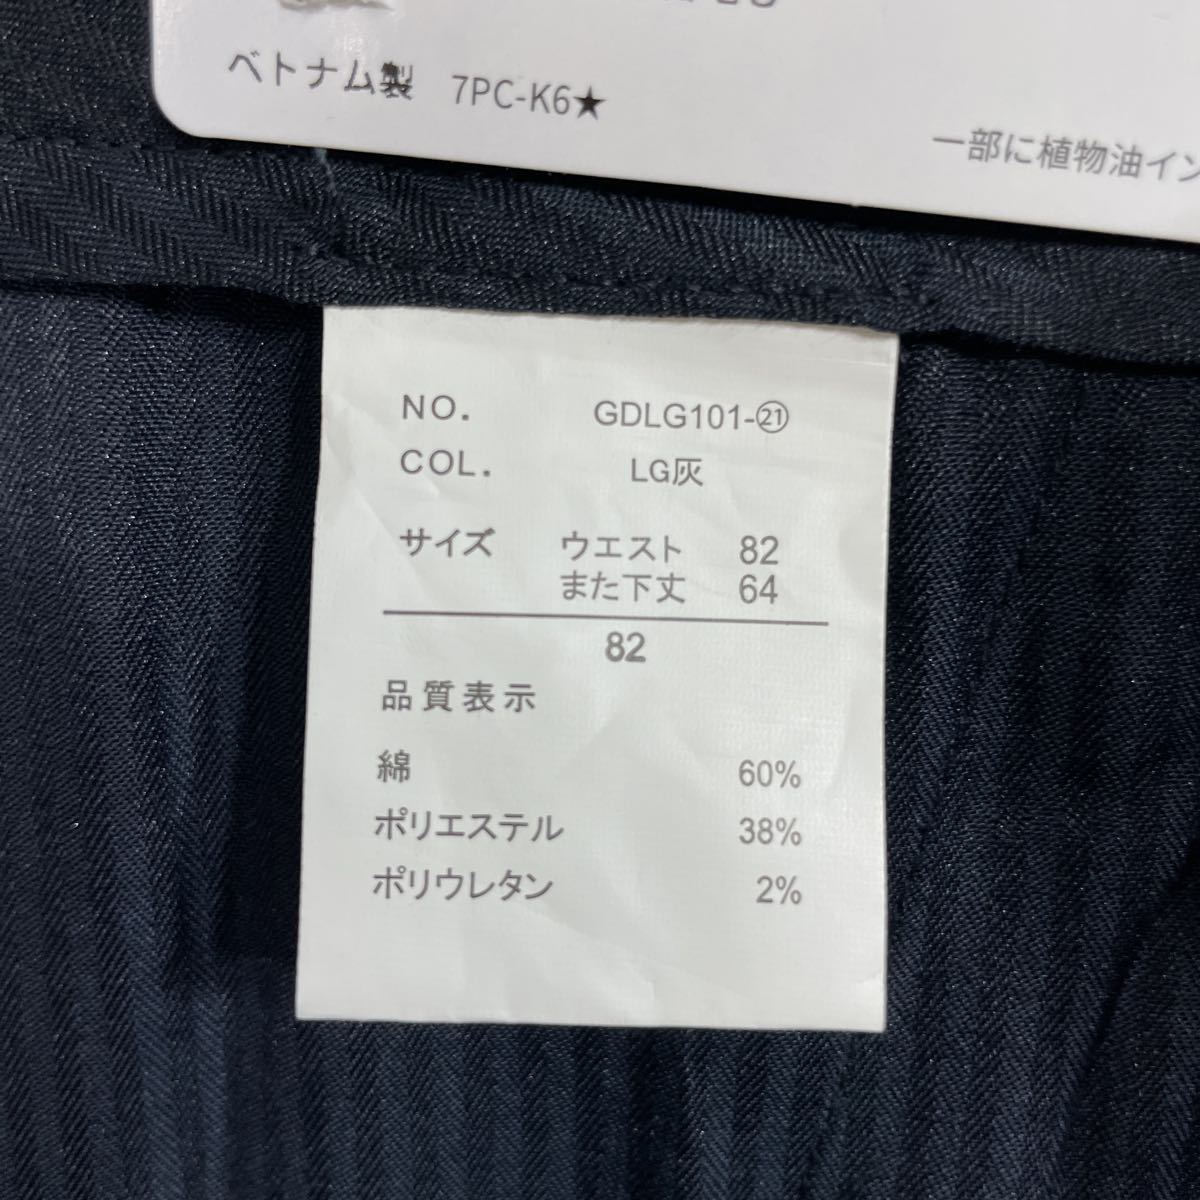 ベトナム製 7PC-K6★
一部に植物油イン
NO. GDLG101-㉑
COL. LG灰
サイズ ウエスト 82
また下丈 64
82
品質表示
綿 60%
ポリエステル 38%
ポリウレタン 2%